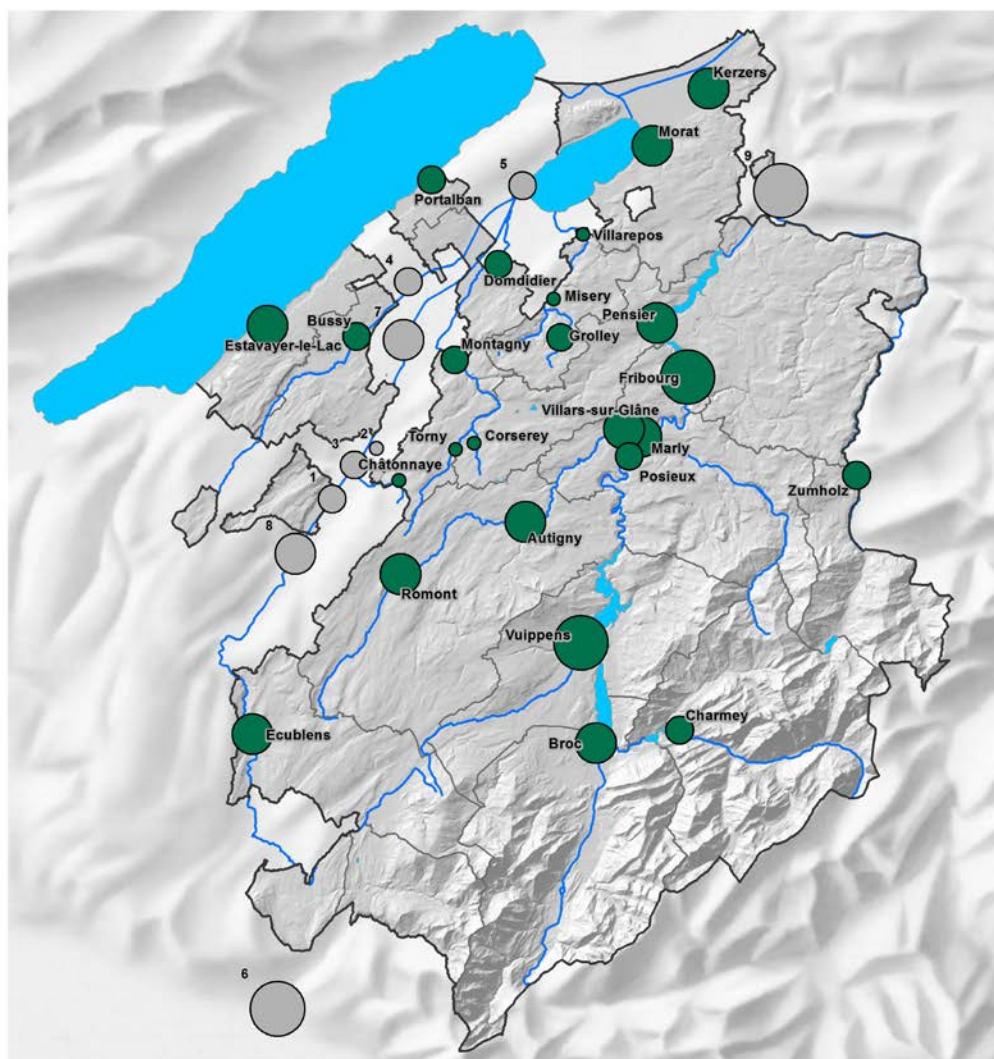 Kerzers
Morat
9
5
Portalban
Villarepos
4
Domdidier
Misery
7
Bussy
Pensier
Estavayer-le-Lac
Grolley
Montagny
Fribourg
Villars-sur-Glâne
2
3
Torny
Corserey
Marly
Châtonnaye
Posieux
Zumholz
1
8
Autigny
Romont
Vuippens
Charmey
Ecublens
Broc
6